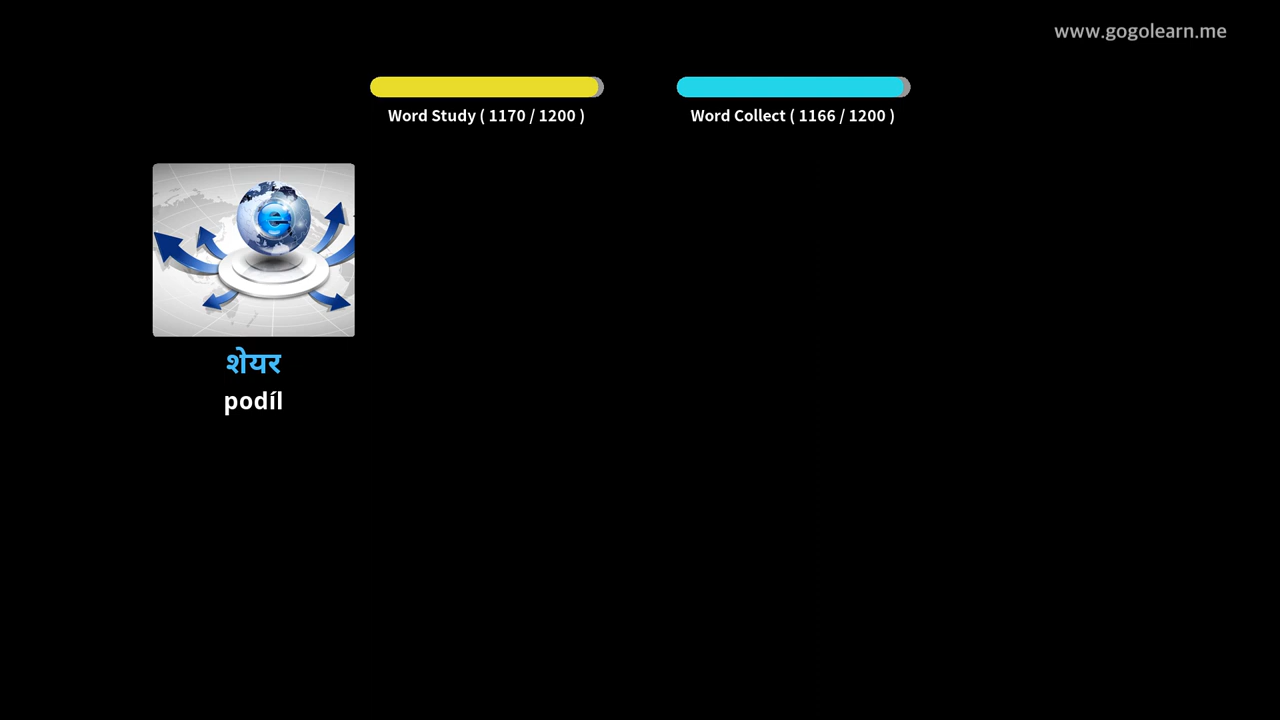 www.gogolearn.me
Word Study ( 1170 / 1200 )
Word Collect ( 1166 / 1200 )
e
शेयर
podíl